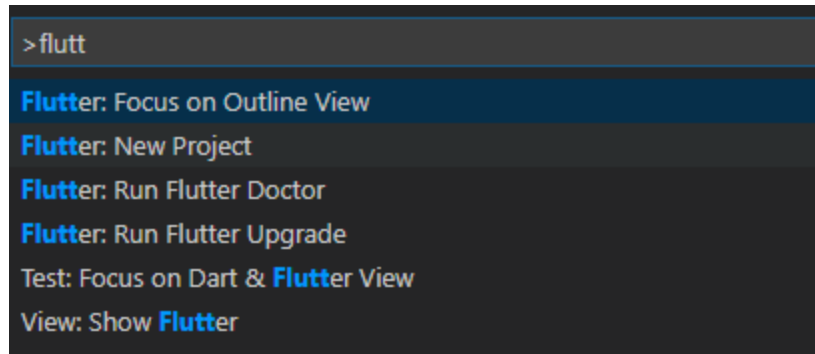 >flutt
Flutter: Focus on Outline View
Flutter: New Project
Flutter: Run Flutter Doctor
Flutter: Run Flutter Upgrade
Test: Focus on Dart & Flutter View
View: Show Flutter